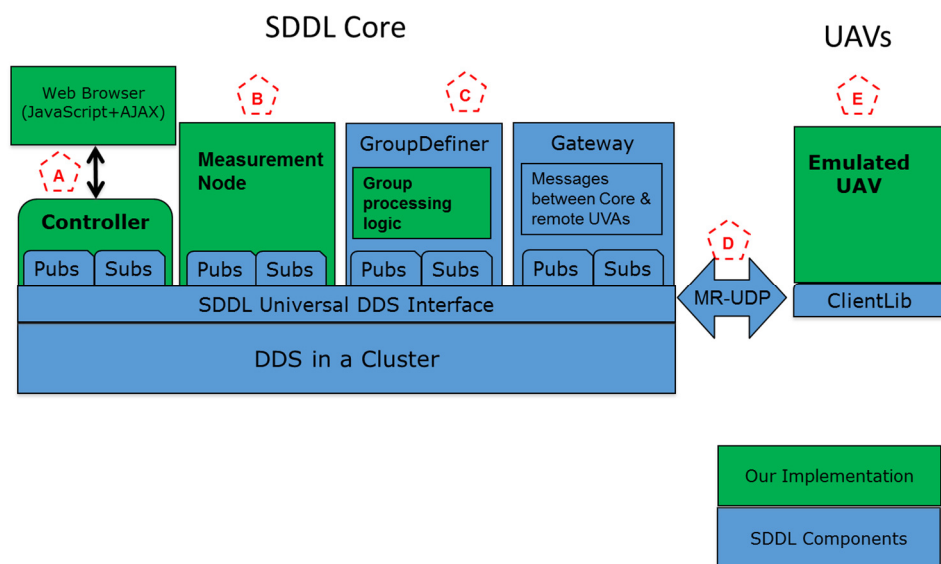 SDDL Core
UAVs
Web Browser
(JavaScript+AJAX)
A
B
C
E
Measurement
Node
GroupDefiner
Group
processing
logic
Gateway
Messages
between Core &
remote UVAs
Emulated
UAV
Controller
D
Pubs
Subs
Pubs
Subs
Pubs
Subs
Pubs
Subs
MR-UDP
ClientLib
SDDL Universal DDS Interface
DDS in a Cluster
Our Implementation
SDDL Components